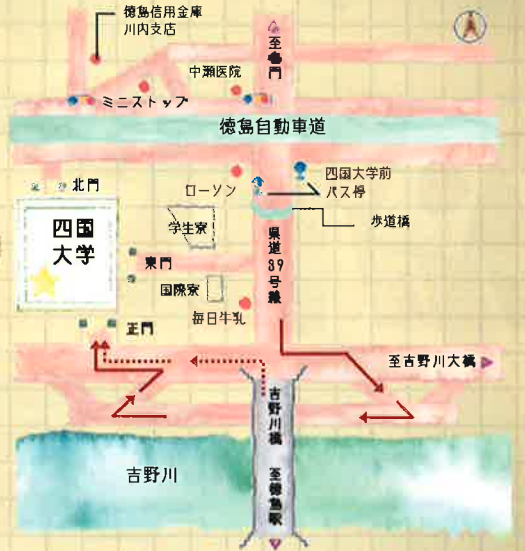 徳島信用金庫
川内支店
至鳴門
中瀬医院
ミニストップ
徳島自動車道
四国大学前
バス停
北門
ローソン
歩道橋
四国
大学
学生寮
県道39号線
東門
国際寮
毎日牛乳
正門
至吉野川大橋
吉野川橋
至徳島駅
吉野川